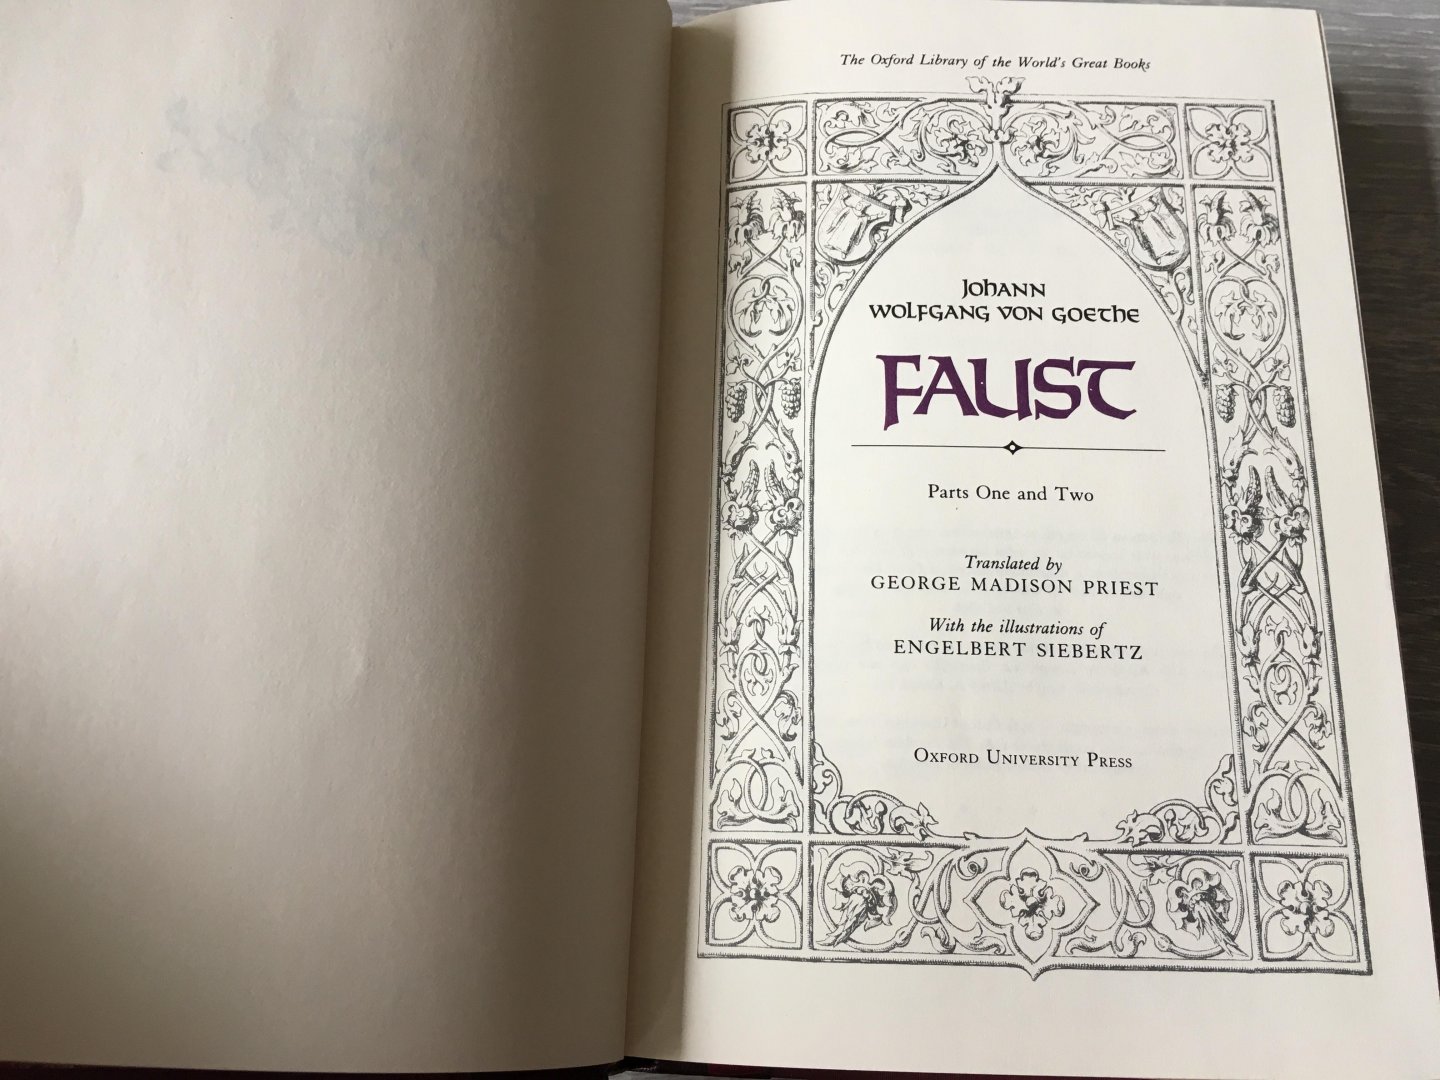 The Oxford Library of the World's Great Books
Johann
Wolfgang von Goethe
FAUST
Parts One and Two
Translated by
GEORGE MADISON PRIEST
With the illustrations of
ENGELBERT SIEBERTZ
Oxford University Press